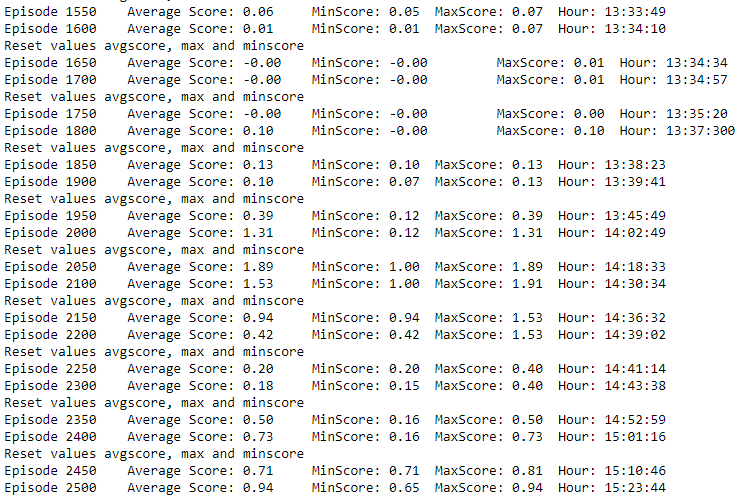 Episode 1550    Average Score: 0.06     MinScore: 0.05  MaxScore: 0.07  Hour: 13:33:49
Episode 1600    Average Score: 0.01     MinScore: 0.01  MaxScore: 0.07  Hour: 13:34:10
Reset values avgscore, max and minscore
Episode 1650    Average Score: -0.00    MinScore: -0.00         MaxScore: 0.01  Hour: 13:34:34
Episode 1700    Average Score: -0.00    MinScore: -0.00         MaxScore: 0.01  Hour: 13:34:57
Reset values avgscore, max and minscore
Episode 1750    Average Score: -0.00    MinScore: -0.00         MaxScore: 0.00  Hour: 13:35:20
Episode 1800    Average Score: 0.10     MinScore: -0.00         MaxScore: 0.10  Hour: 13:37:300
Reset values avgscore, max and minscore
Episode 1850    Average Score: 0.13     MinScore: 0.10  MaxScore: 0.13  Hour: 13:38:23
Episode 1900    Average Score: 0.10     MinScore: 0.07  MaxScore: 0.13  Hour: 13:39:41
Reset values avgscore, max and minscore
Episode 1950    Average Score: 0.39     MinScore: 0.12  MaxScore: 0.39  Hour: 13:45:49
Episode 2000    Average Score: 1.31     MinScore: 0.12  MaxScore: 1.31  Hour: 14:02:49
Reset values avgscore, max and minscore
Episode 2050    Average Score: 1.89     MinScore: 1.00  MaxScore: 1.89  Hour: 14:18:33
Episode 2100    Average Score: 1.53     MinScore: 1.00  MaxScore: 1.91  Hour: 14:30:34
Reset values avgscore, max and minscore
Episode 2150    Average Score: 0.94     MinScore: 0.94  MaxScore: 1.53  Hour: 14:36:32
Episode 2200    Average Score: 0.42     MinScore: 0.42  MaxScore: 1.53  Hour: 14:39:02
Reset values avgscore, max and minscore
Episode 2250    Average Score: 0.20     MinScore: 0.20  MaxScore: 0.40  Hour: 14:41:14
Episode 2300    Average Score: 0.18     MinScore: 0.15  MaxScore: 0.40  Hour: 14:43:38
Reset values avgscore, max and minscore
Episode 2350    Average Score: 0.50     MinScore: 0.16  MaxScore: 0.50  Hour: 14:52:59
Episode 2400    Average Score: 0.73     MinScore: 0.16  MaxScore: 0.73  Hour: 15:01:16
Reset values avgscore, max and minscore
Episode 2450    Average Score: 0.71     MinScore: 0.71  MaxScore: 0.81  Hour: 15:10:46
Episode 2500    Average Score: 0.94     MinScore: 0.65  MaxScore: 0.94  Hour: 15:23:44